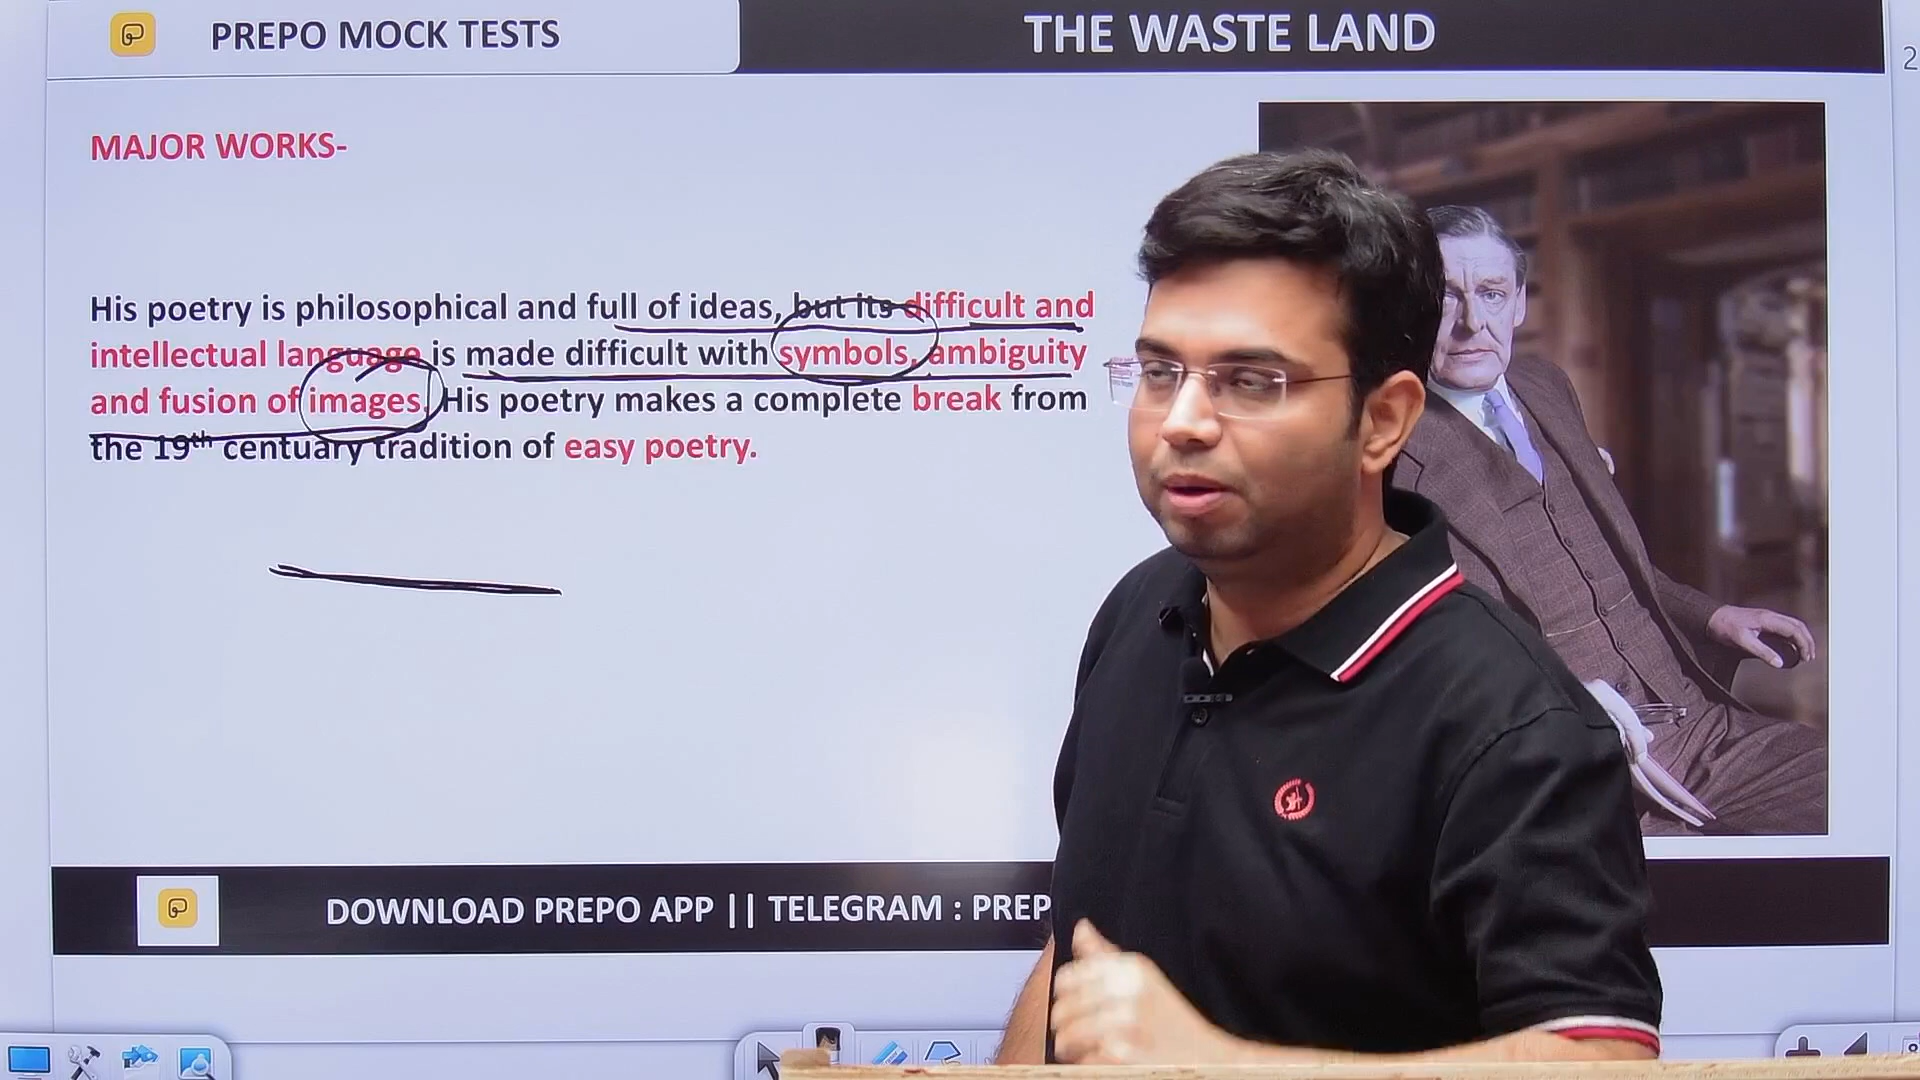 PREPO MOCK TESTS
THE WASTE LAND
2
MAJOR WORKS-
His poetry is philosophical and full of ideas, but its difficult and
intellectual language is made difficult with symbols, ambiguity
and fusion of images. His poetry makes a complete break from
the 19th centuary tradition of easy poetry.
DOWNLOAD PREPO APP || TELEGRAM : PREP